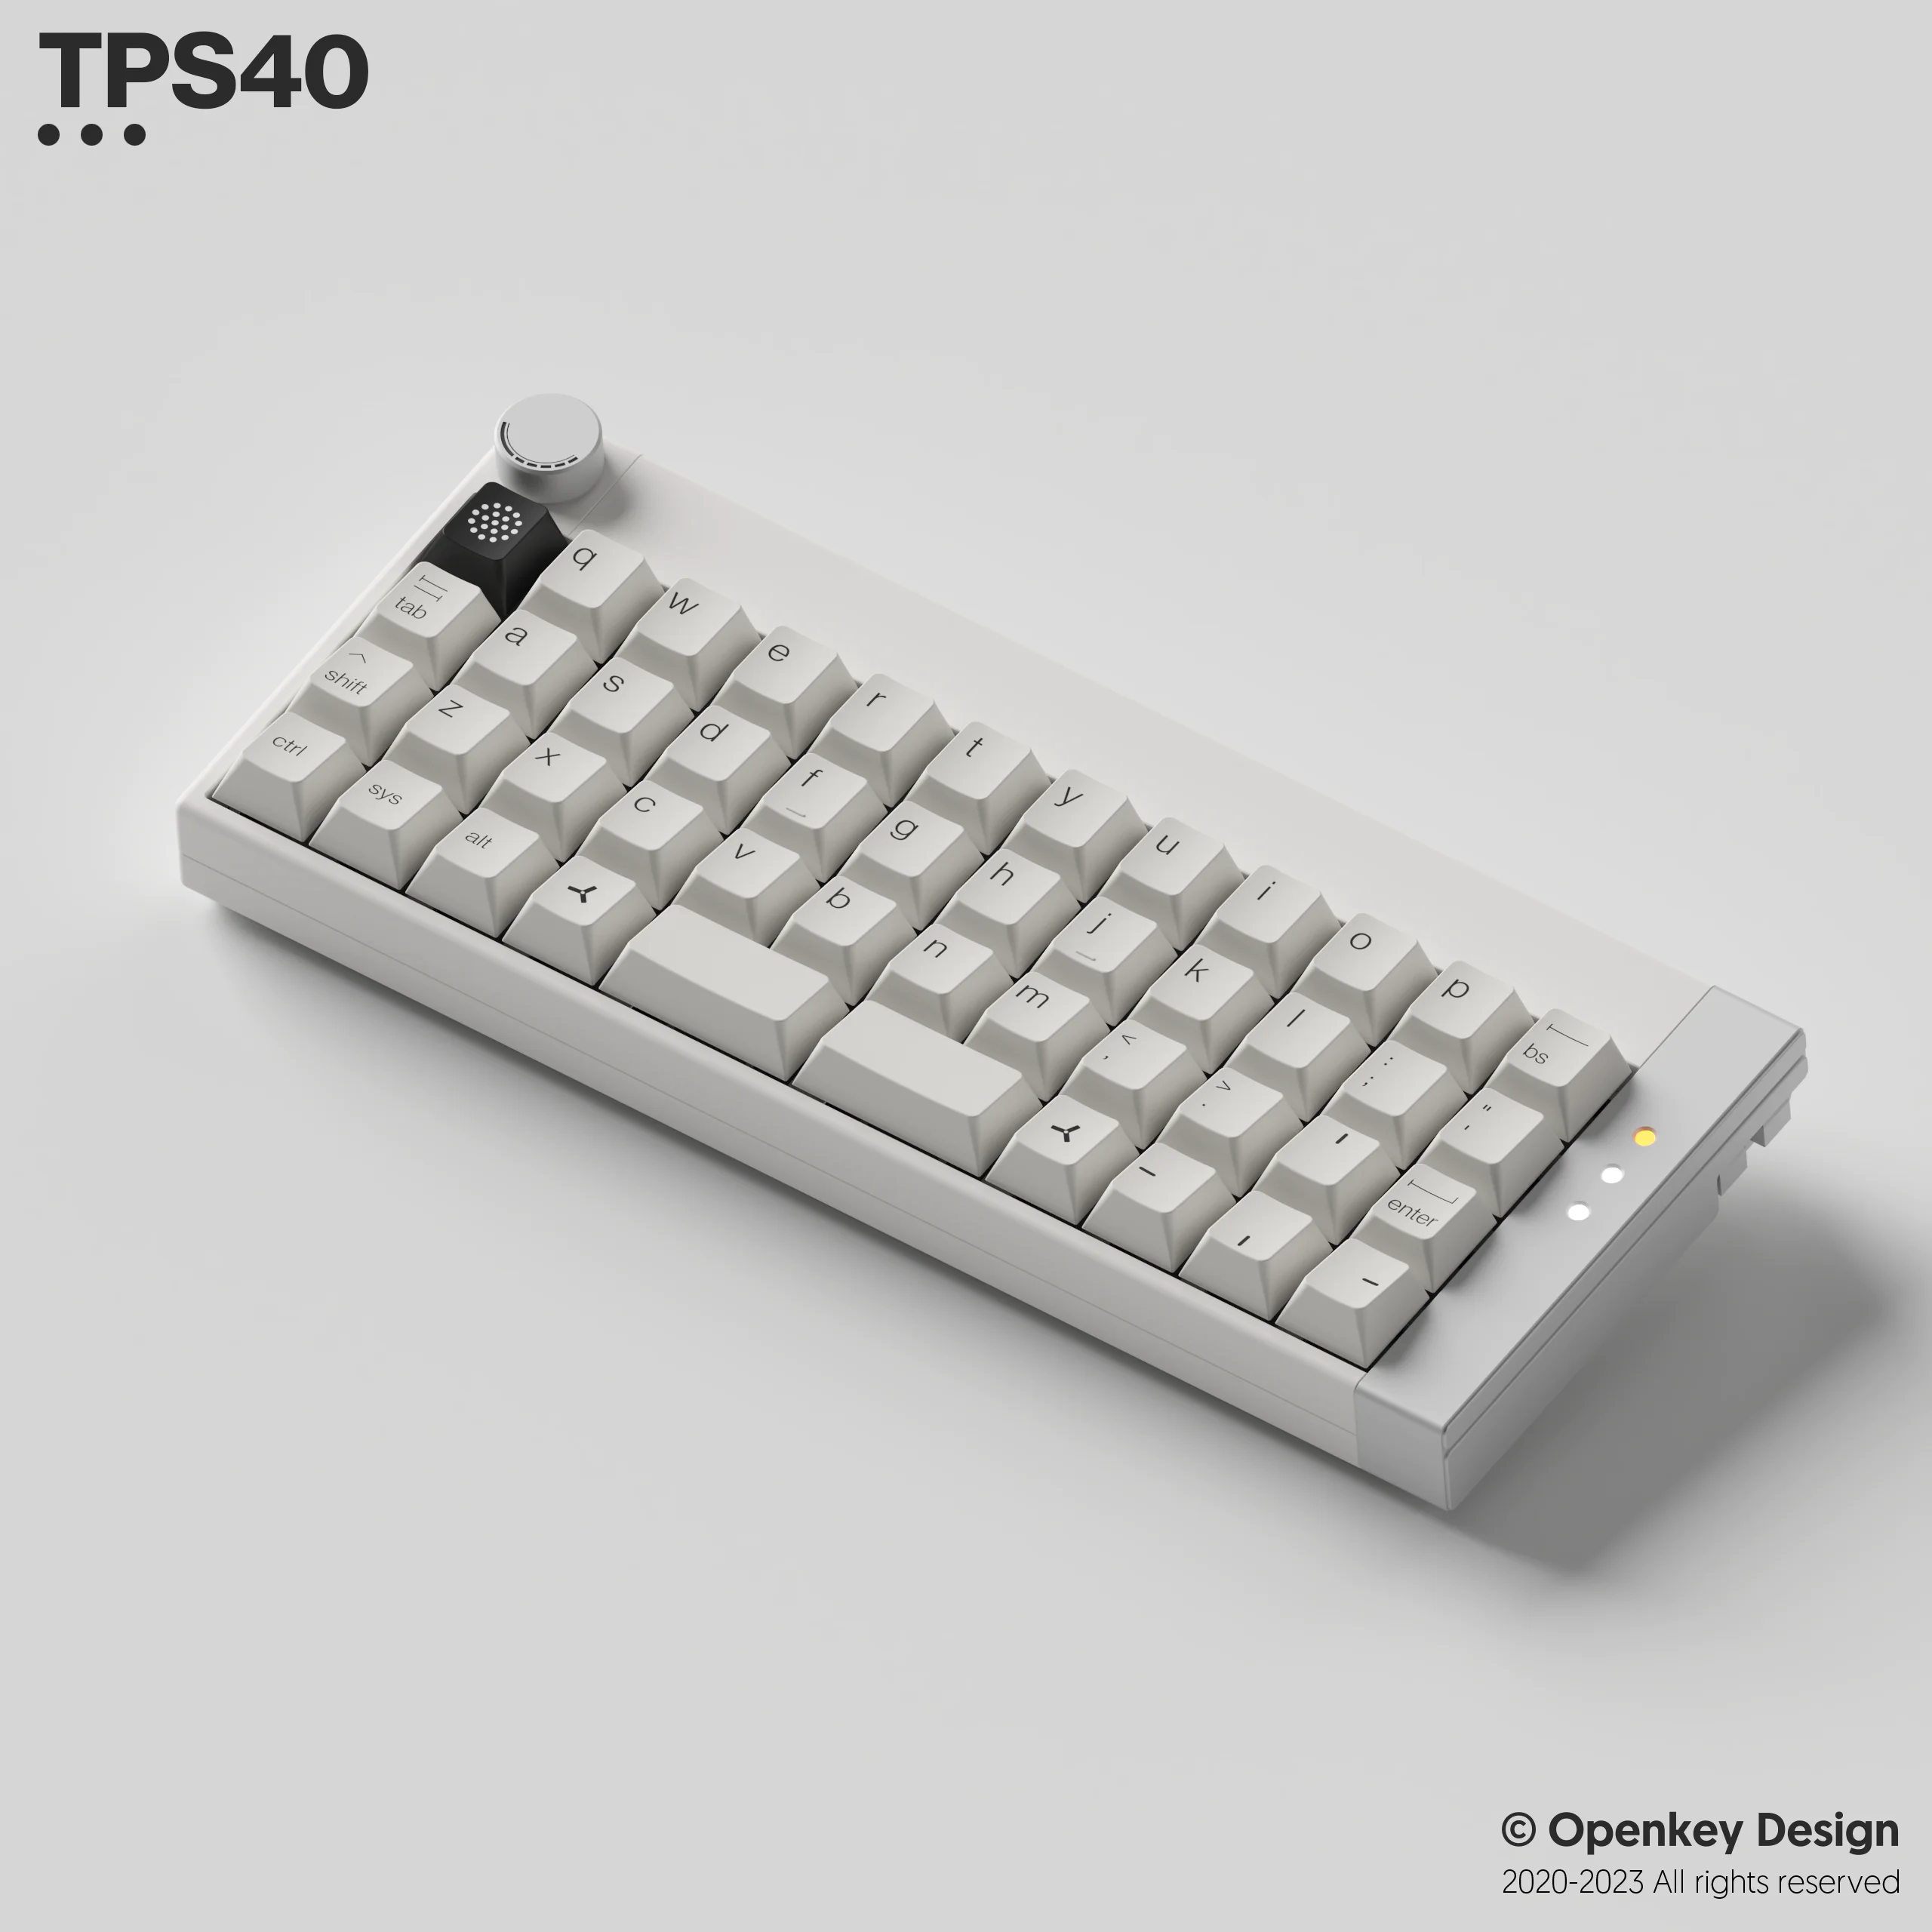 TPS40
q w e r t y u i o p bs
tab a s d f g h j k l ; : ' "
shift z x c v b n m , < . > enter
ctrl sys alt
© Openkey Design
2020-2023 All rights reserved